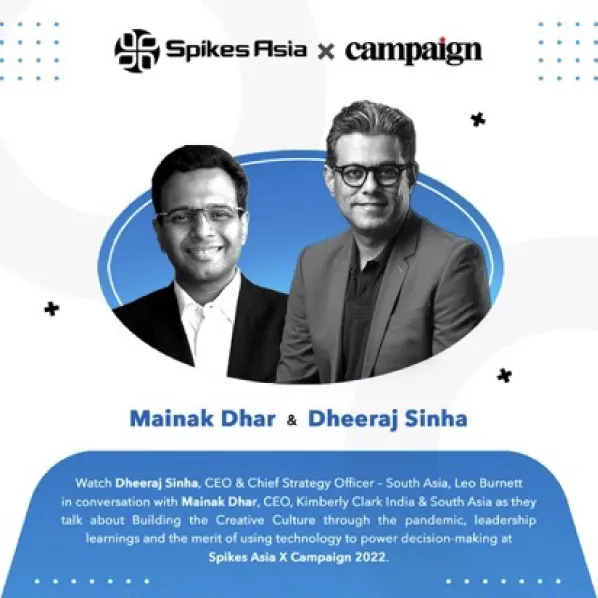 Spikes Asia x campaign
Mainak Dhar & Dheeraj Sinha
Watch Dheeraj Sinha, CEO & Chief Strategy Officer – South Asia, Leo Burnett
in conversation with Mainak Dhar, CEO, Kimberly Clark India & South Asia as they
talk about Building the Creative Culture through the pandemic, leadership
learnings and the merit of using technology to power decision-making at
Spikes Asia X Campaign 2022.